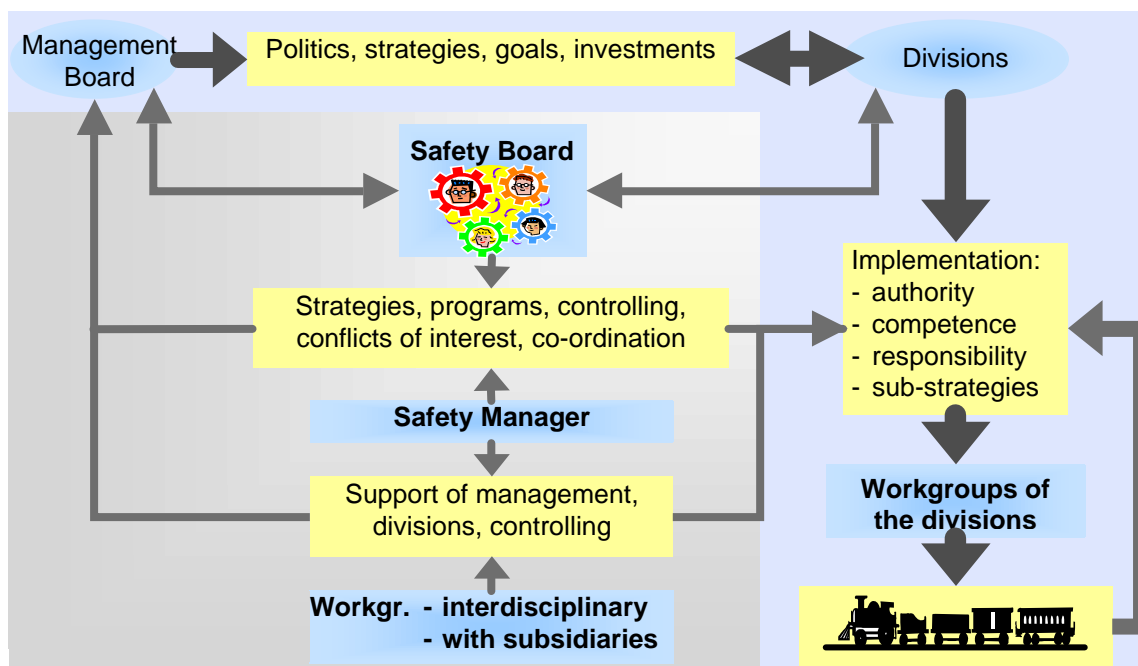 Management
Board
Politics, strategies, goals, investments
Divisions
Safety Board
Implementation:
- authority
- competence
- responsibility
- sub-strategies
Strategies, programs, controlling,
conflicts of interest, co-ordination
Safety Manager
Support of management,
divisions, controlling
Workgroups of
the divisions
Workgr. - interdisciplinary
- with subsidiaries